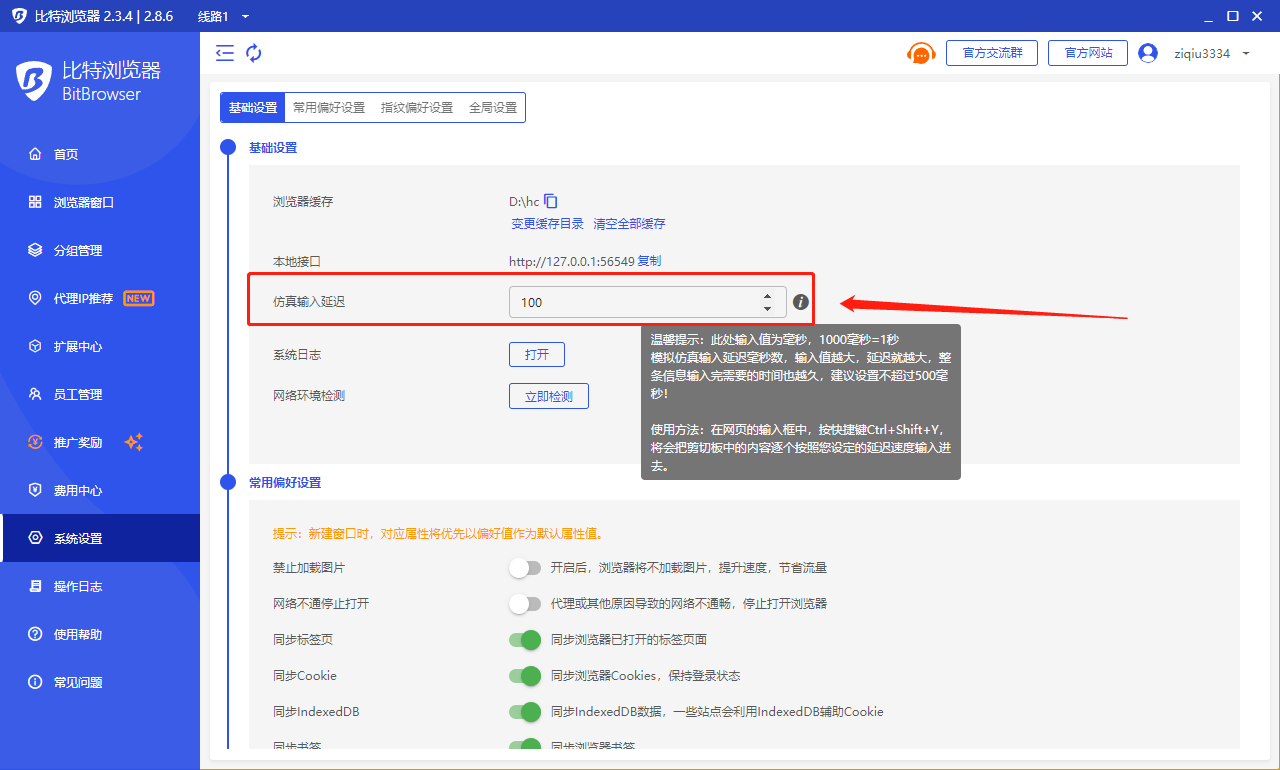 比特浏览器 2.3.4 | 2.8.6 线路1
比特浏览器
BitBrowser
首页
浏览器窗口
分组管理
代理IP推荐 NEW
扩展中心
员工管理
推广奖励
费用中心
系统设置
操作日志
使用帮助
常见问题
官方交流群 官方网站 ziqiu3334
基础设置 常用偏好设置 指纹偏好设置 全局设置
基础设置
浏览器缓存 D:\hc
变更缓存目录 清空全部缓存
本地接口 http://127.0.0.1:56549 复制
仿真输入延迟 100
温馨提示：此处输入值为毫秒，1000毫秒=1秒
模拟仿真输入延迟毫秒数，输入值越大，延迟就越大，整
条信息输入完需要的时间也越久，建议设置不超过500毫
秒！
使用方法：在网页的输入框中，按快捷键Ctrl+Shift+Y，
将会把剪切板中的内容逐个按照您设定的延迟速度输入进
去。
系统日志 打开
网络环境检测 立即检测
常用偏好设置
提示：新建窗口时，对应属性将优先以偏好值作为默认属性值。
禁止加载图片 开启后，浏览器将不加载图片，提升速度，节省流量
网络不通停止打开 代理或其他原因导致的网络不通畅，停止打开浏览器
同步标签页 同步浏览器已打开的标签页面
同步Cookie 同步浏览器Cookies，保持登录状态
同步IndexedDB 同步IndexedDB数据，一些站点会利用IndexedDB辅助Cookie
同步书签 同步浏览器书签